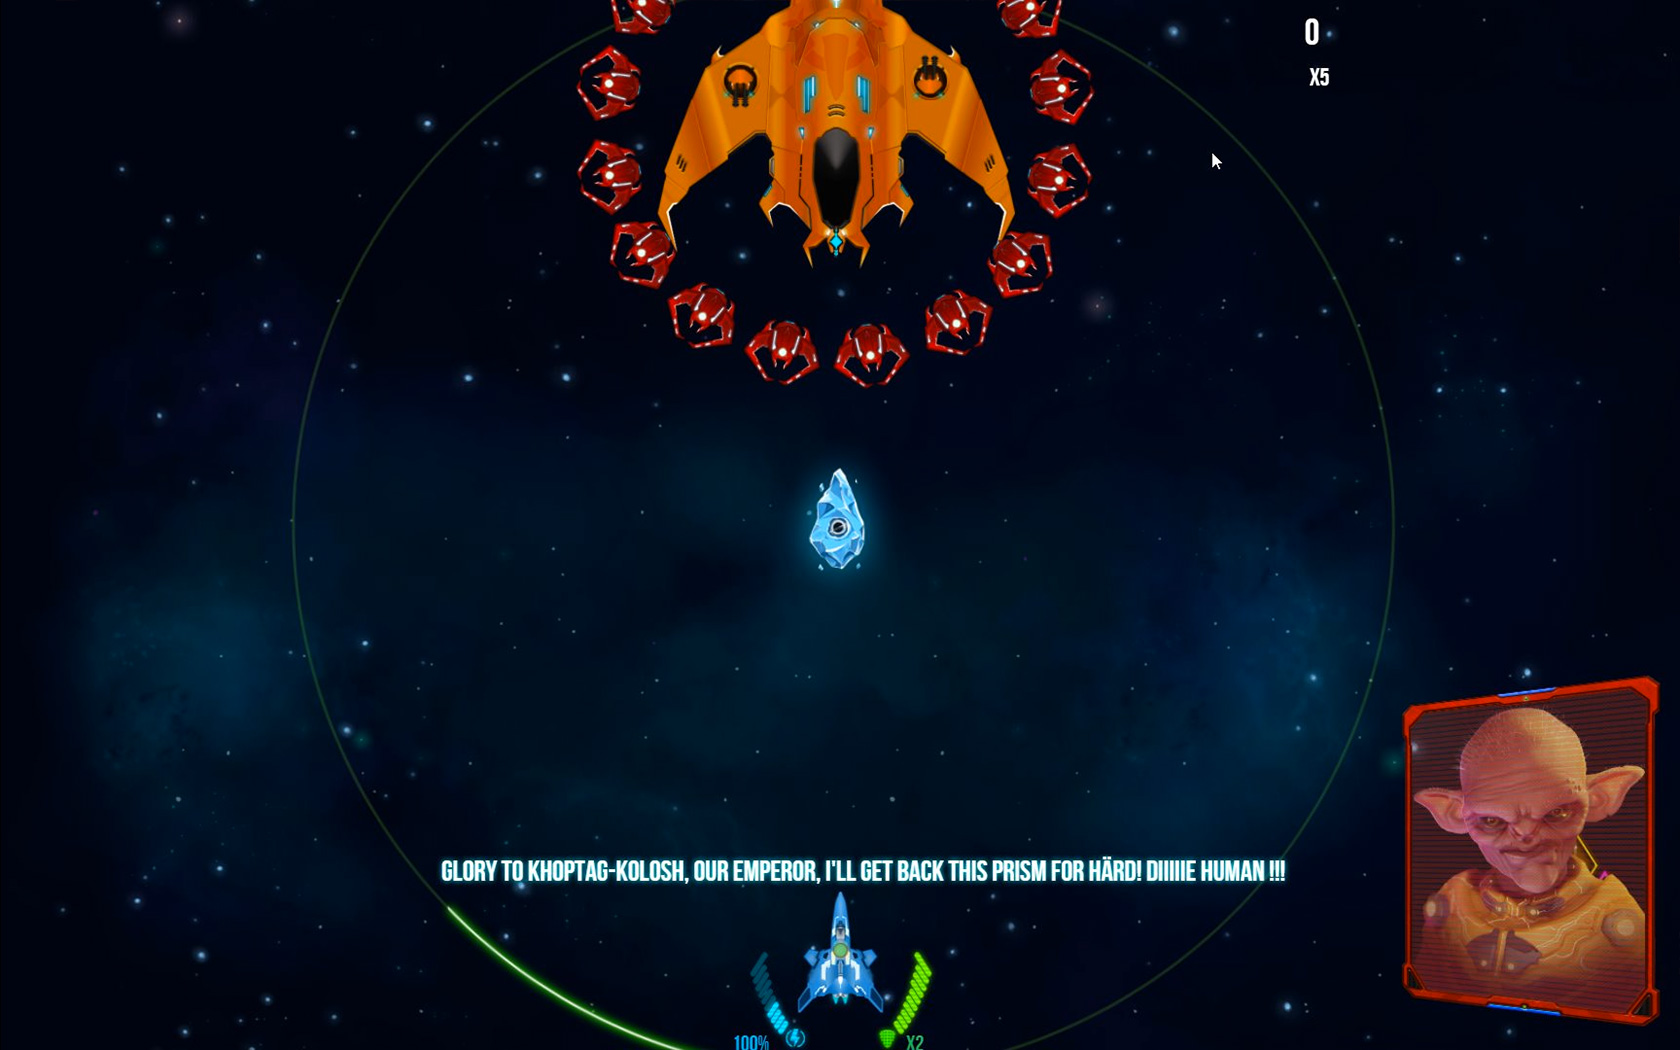 0
X5
GLORY TO KHOPTAG-KOLOSH, OUR EMPEROR, I'LL GET BACK THIS PRISM FOR HÄRD! DIIIIIE HUMAN !!!
100%
X2